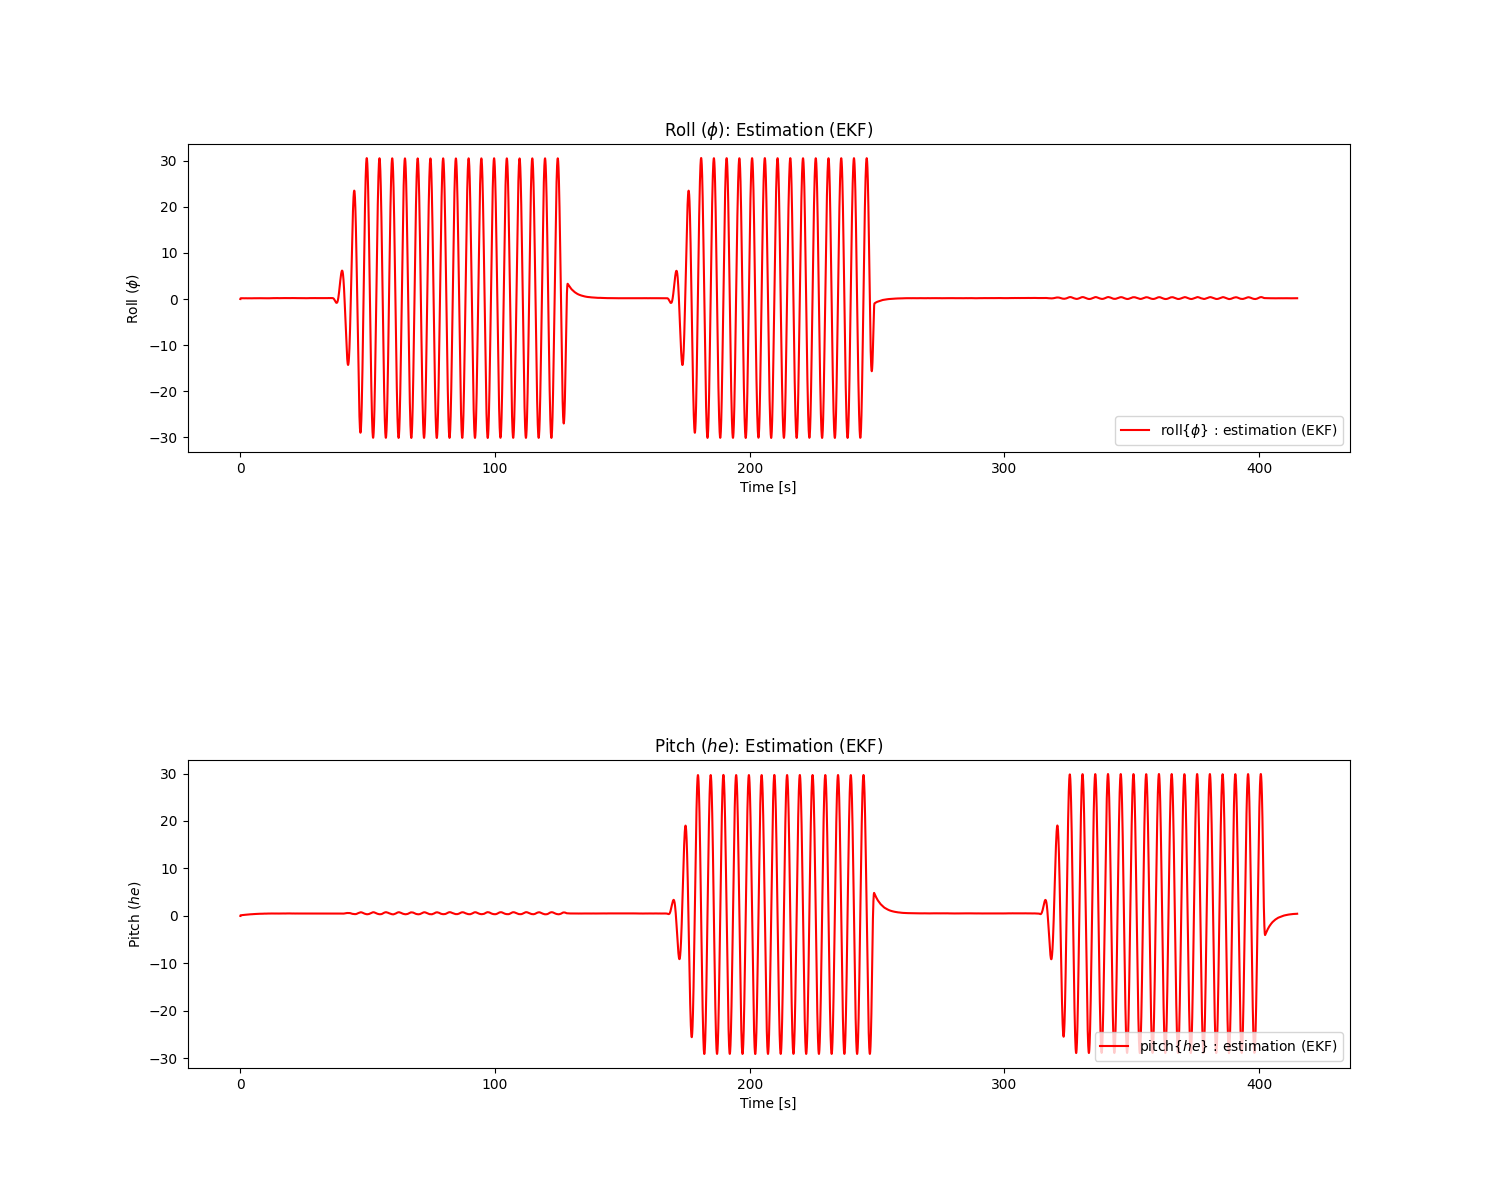 Roll (ϕ): Estimation (EKF)
30
20
10
0
−10
−20
−30
Roll (ϕ)
roll{ϕ} : estimation (EKF)
0 100 200 300 400
Time [s]
Pitch (he): Estimation (EKF)
30
20
10
0
−10
−20
−30
Pitch (he)
pitch{he} : estimation (EKF)
0 100 200 300 400
Time [s]